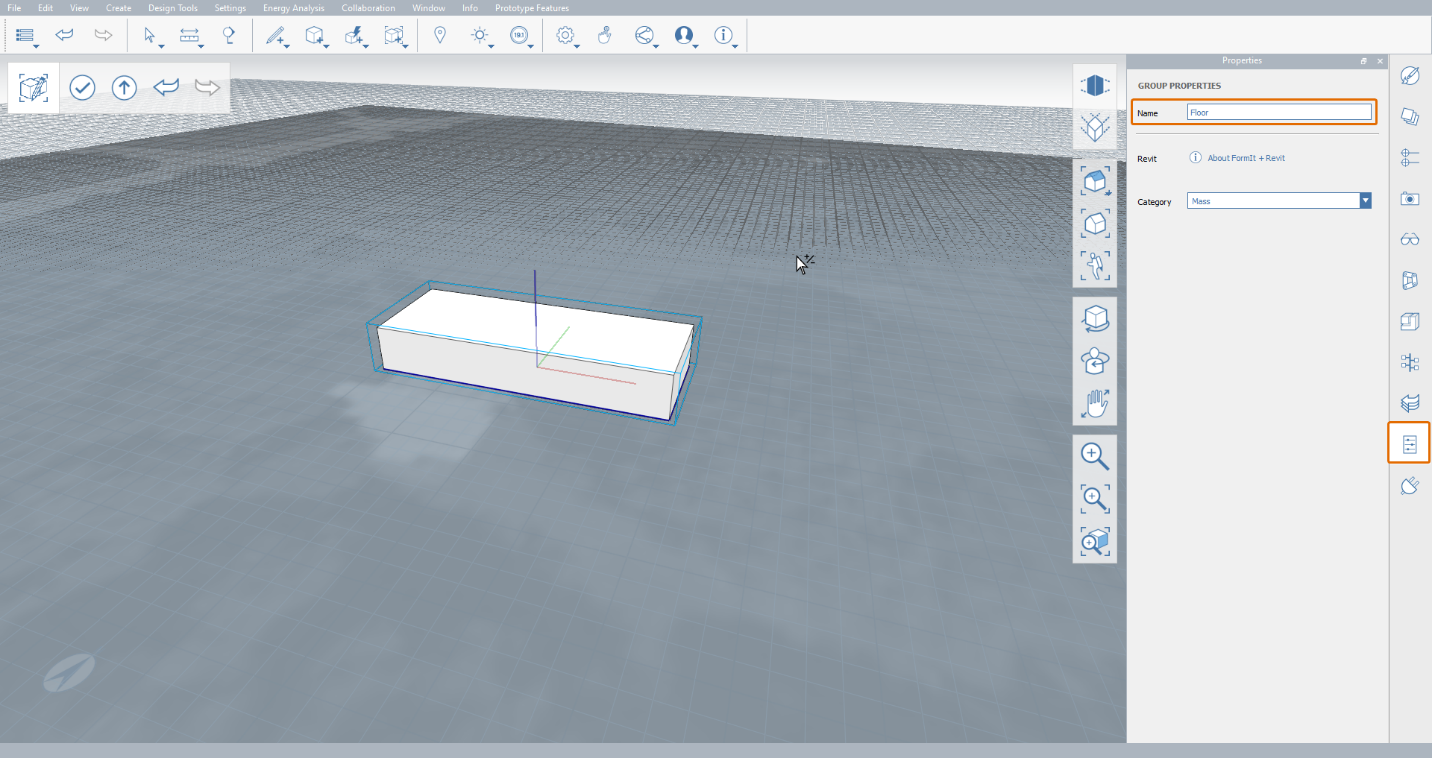 File Edit View Create Design Tools Settings Energy Analysis Collaboration Window Info Prototype Features
Properties
GROUP PROPERTIES
Name Floor
Revit About FormIt + Revit
Category Mass